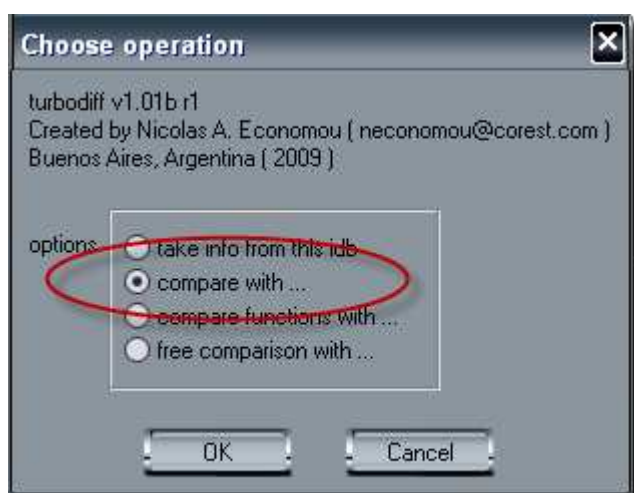 Choose operation
turbodiff v1.01b r1
Created by Nicolas A. Economou ( neconomou@corest.com )
Buenos Aires, Argentina ( 2009 )
options
take info from this idb
compare with ...
compare functions with ...
free comparison with ...
OK
Cancel